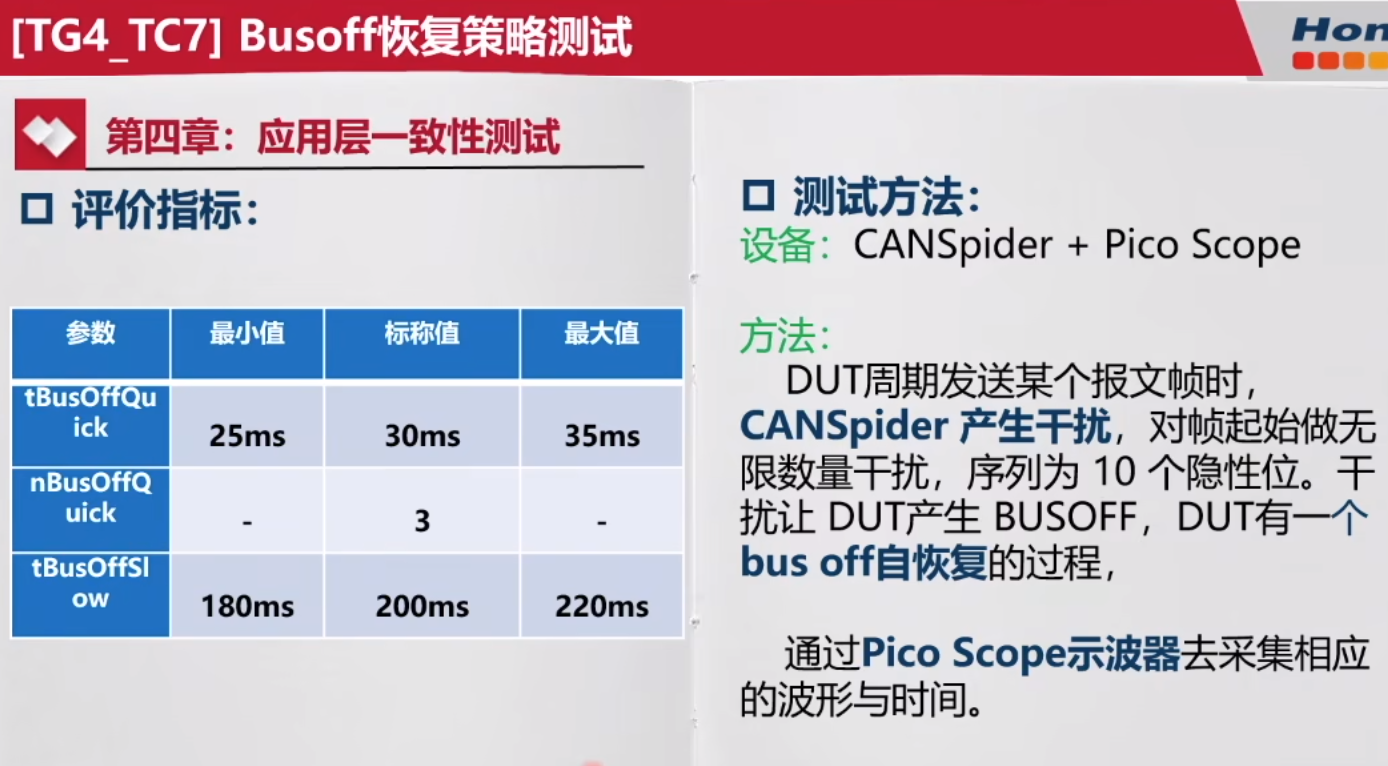 [TG4_TC7] Busoff恢复策略测试
Hon
第四章：应用层一致性测试
评价指标：
参数 最小值 标称值 最大值
tBusOffQu
ick
25ms 30ms 35ms
nBusOffQ
uick
- 3 -
tBusOffSl
ow
180ms 200ms 220ms
测试方法：
设备：CANSpider + Pico Scope
方法：
DUT周期发送某个报文帧时，
CANSpider 产生干扰，对帧起始做无
限数量干扰，序列为 10 个隐性位。干
扰让 DUT产生 BUSOFF，DUT有一个
bus off自恢复的过程，
通过Pico Scope示波器去采集相应
的波形与时间。